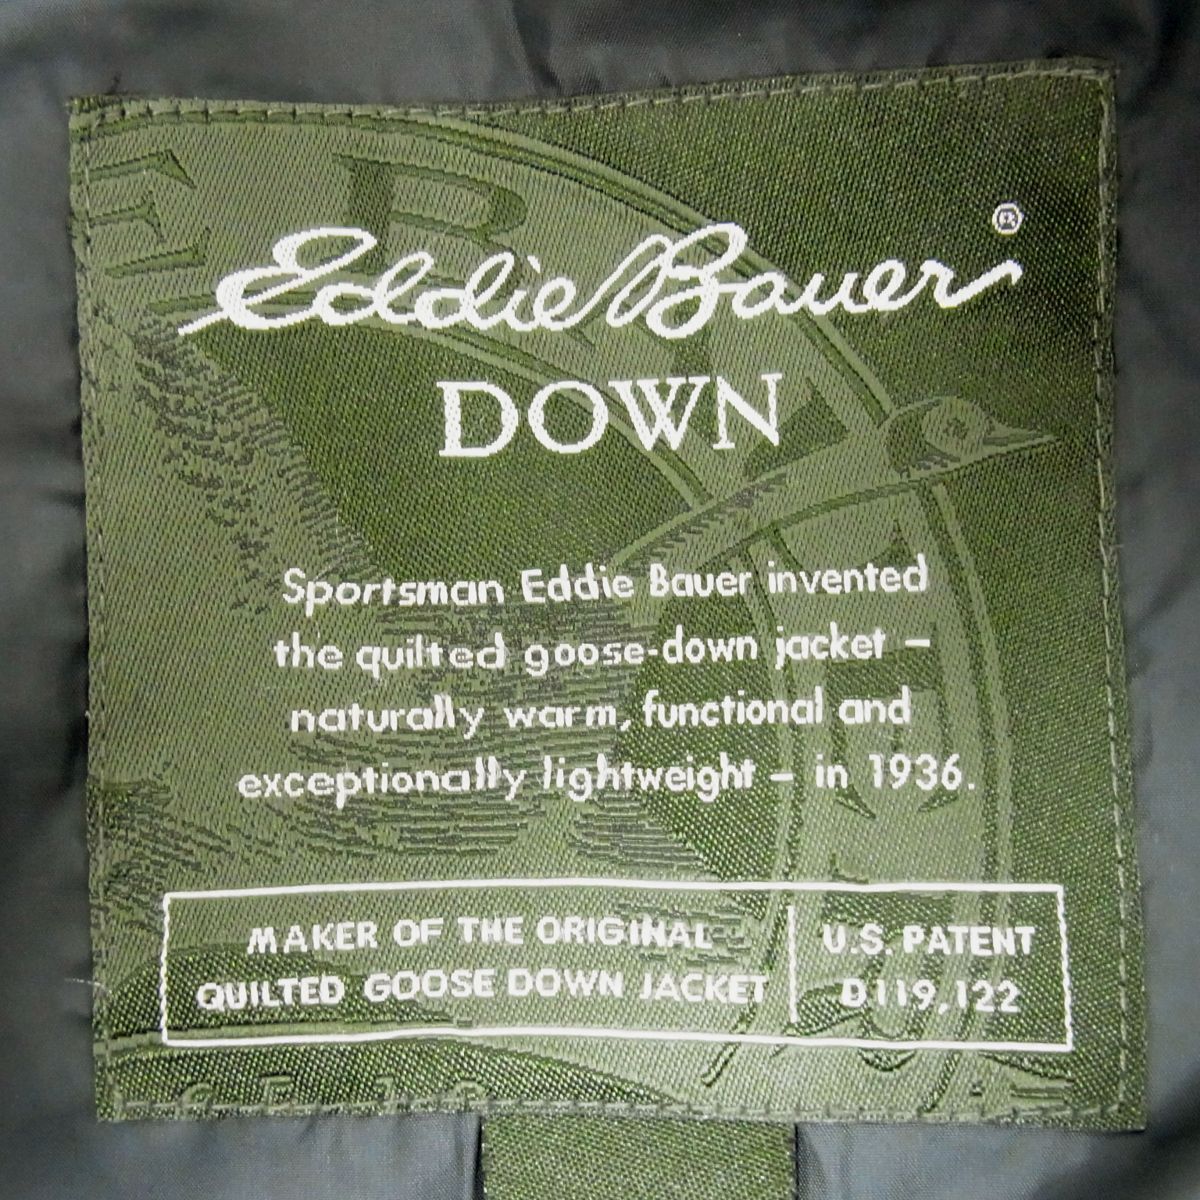 Eddie Bauer ®
DOWN
Sportsman Eddie Bauer invented
the quilted goose-down jacket –
naturally warm, functional and
exceptionally lightweight – in 1936.
MAKER OF THE ORIGINAL
QUILTED GOOSE DOWN JACKET
U.S. PATENT
D119,122